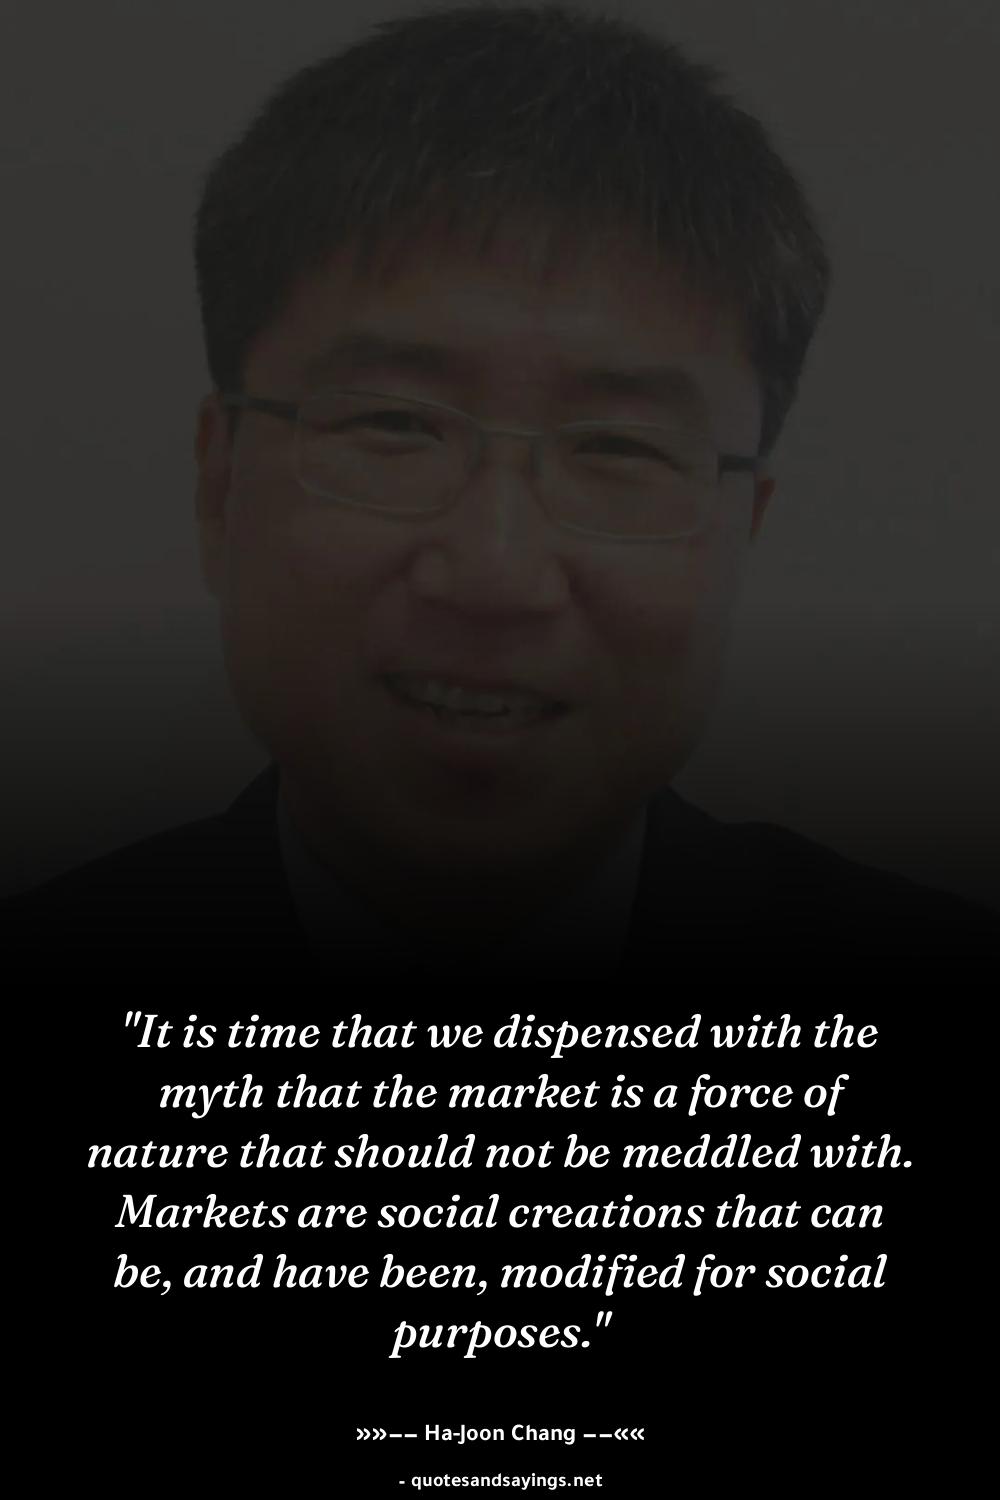 "It is time that we dispensed with the
myth that the market is a force of
nature that should not be meddled with.
Markets are social creations that can
be, and have been, modified for social
purposes."
»»–– Ha-Joon Chang ––««
- quotesandsayings.net